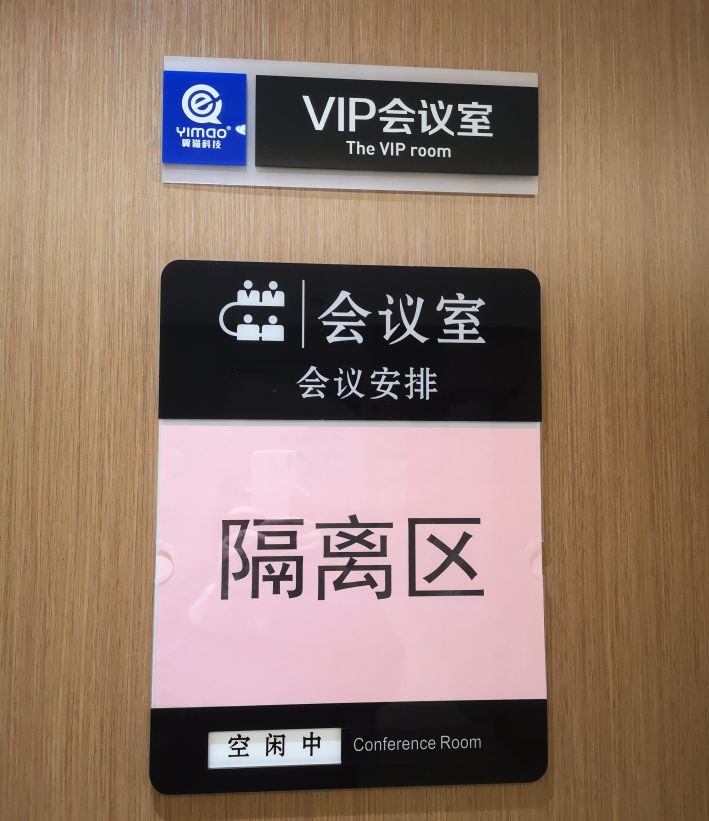 yimao®
翼猫科技
VIP会议室
The VIP room
会议室
会议安排
隔离区
空闲中
Conference Room